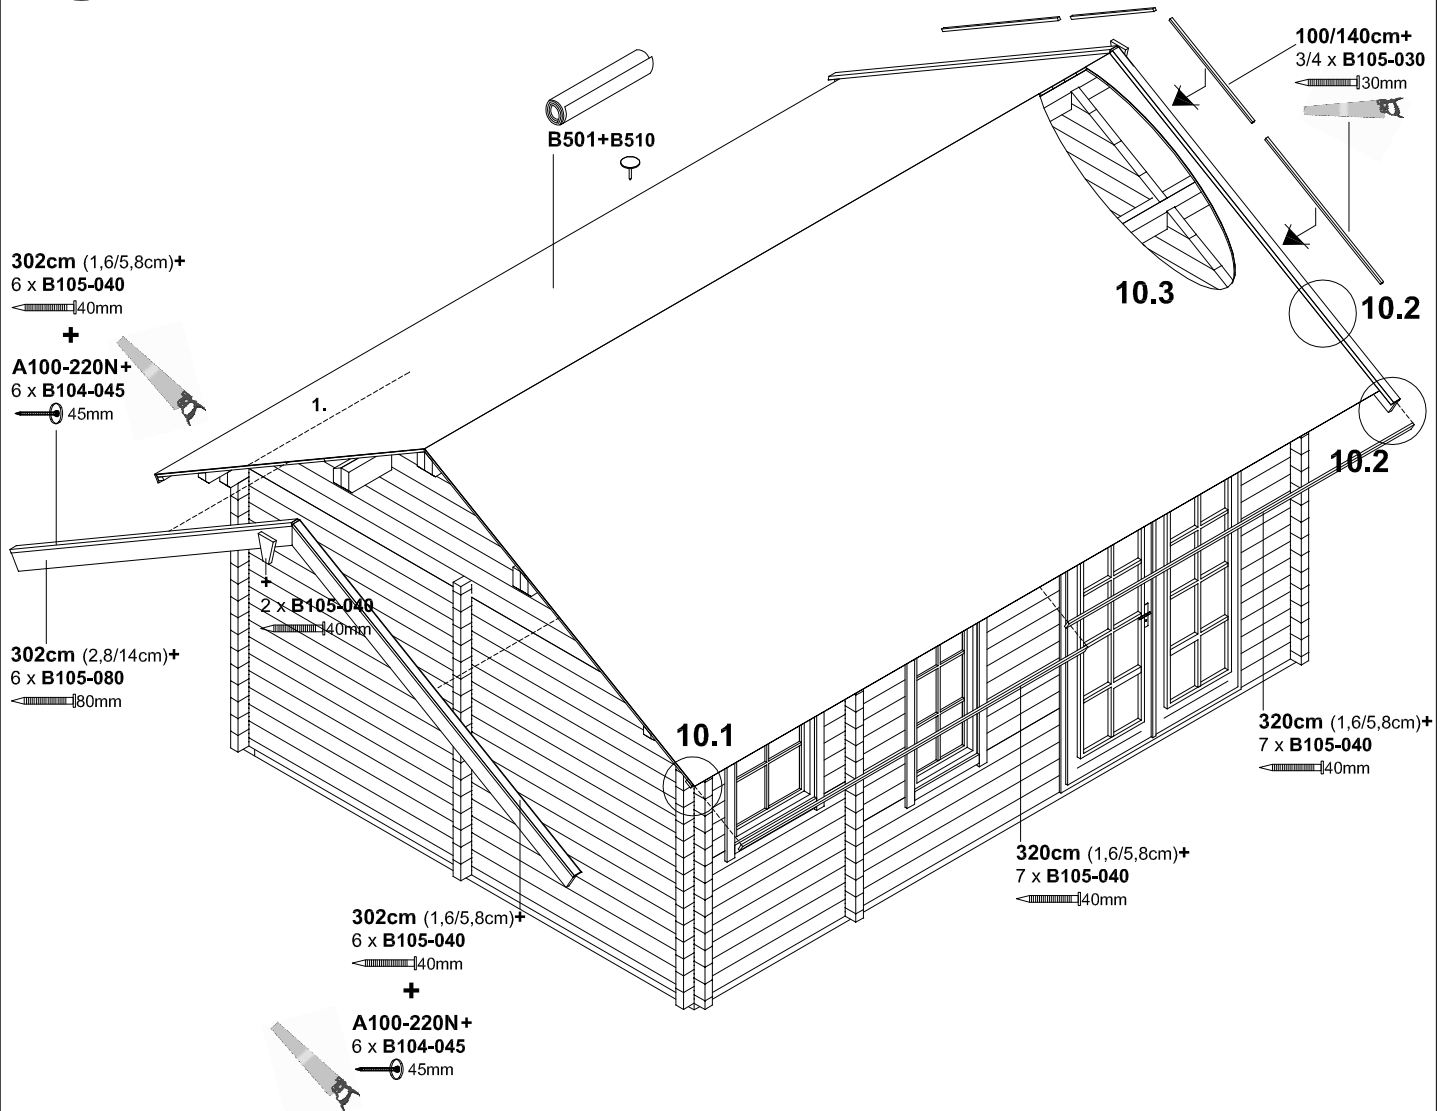 100/140cm+
3/4 x B105-030
30mm
B501+B510
302cm (1,6/5,8cm)+
6 x B105-040
40mm
+
A100-220N+
6 x B104-045
45mm
1.
10.3
10.2
10.2
+
2 x B105-040
40mm
302cm (2,8/14cm)+
6 x B105-080
80mm
10.1
320cm (1,6/5,8cm)+
7 x B105-040
40mm
320cm (1,6/5,8cm)+
7 x B105-040
40mm
302cm (1,6/5,8cm)+
6 x B105-040
40mm
+
A100-220N+
6 x B104-045
45mm